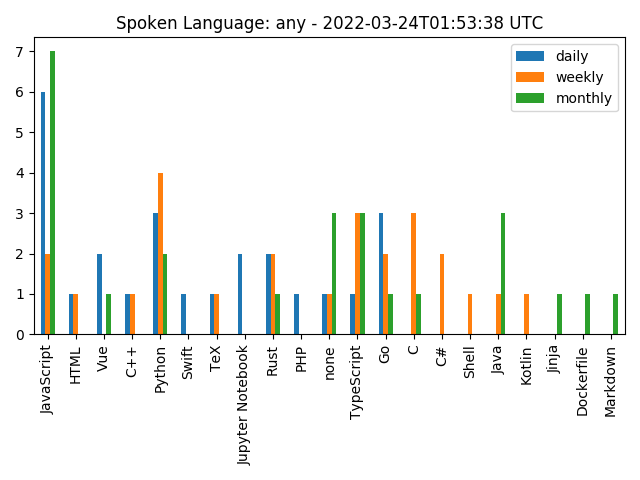 Spoken Language: any - 2022-03-24T01:53:38 UTC
daily
weekly
monthly
7
6
5
4
3
2
1
0
JavaScript
HTML
Vue
C++
Python
Swift
TeX
Jupyter Notebook
Rust
PHP
none
TypeScript
Go
C
C#
Shell
Java
Kotlin
Jinja
Dockerfile
Markdown